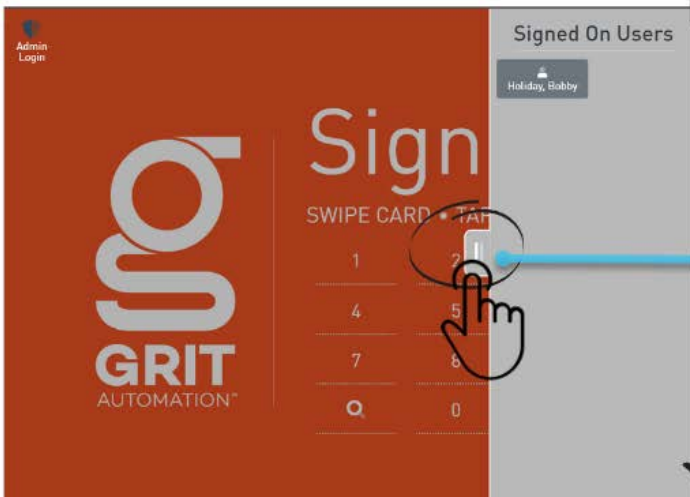 Admin
Login
Signed On Users
Holiday, Bobby
Sign
SWIPE CARD • TAP
1 2
4 5
7 8
0
g
GRIT
AUTOMATION™